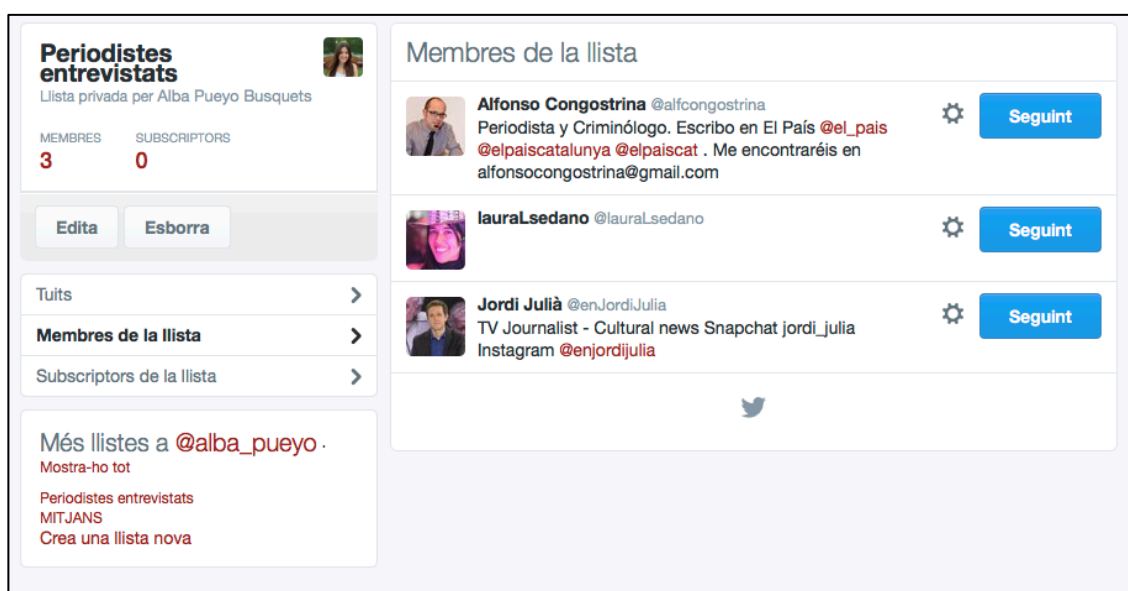 Periodistes
entrevistats
Llista privada per Alba Pueyo Busquets
MEMBRES SUBSCRIPTORS
3 0
Edita Esborra
Tuits
Membres de la llista
Subscriptors de la llista
Més llistes a @alba_pueyo ·
Mostra-ho tot
Periodistes entrevistats
MITJANS
Crea una llista nova
Membres de la llista
Alfonso Congostrina @alfcongostrina
Periodista y Criminólogo. Escribo en El País @el_pais
@elpaiscatalunya @elpaiscat . Me encontraréis en
alfonsocongostrina@gmail.com
Seguint
lauraLsedano @lauraLsedano
Seguint
Jordi Julià @enJordiJulia
TV Journalist - Cultural news Snapchat jordi_julia
Instagram @enjordijulia
Seguint